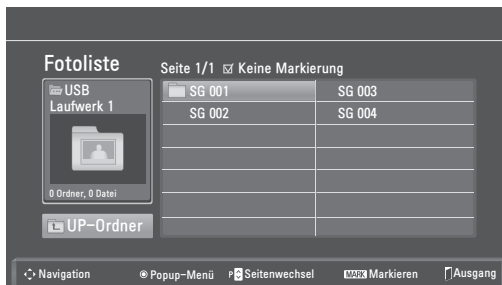 Fotoliste
Seite 1/1 ☑ Keine Markierung
USB
Laufwerk 1
0 Ordner, 0 Datei
SG 001
SG 003
SG 002
SG 004
UP-Ordner
Navigation
Popup-Menü
P Seitenwechsel
MARK Markieren
Ausgang